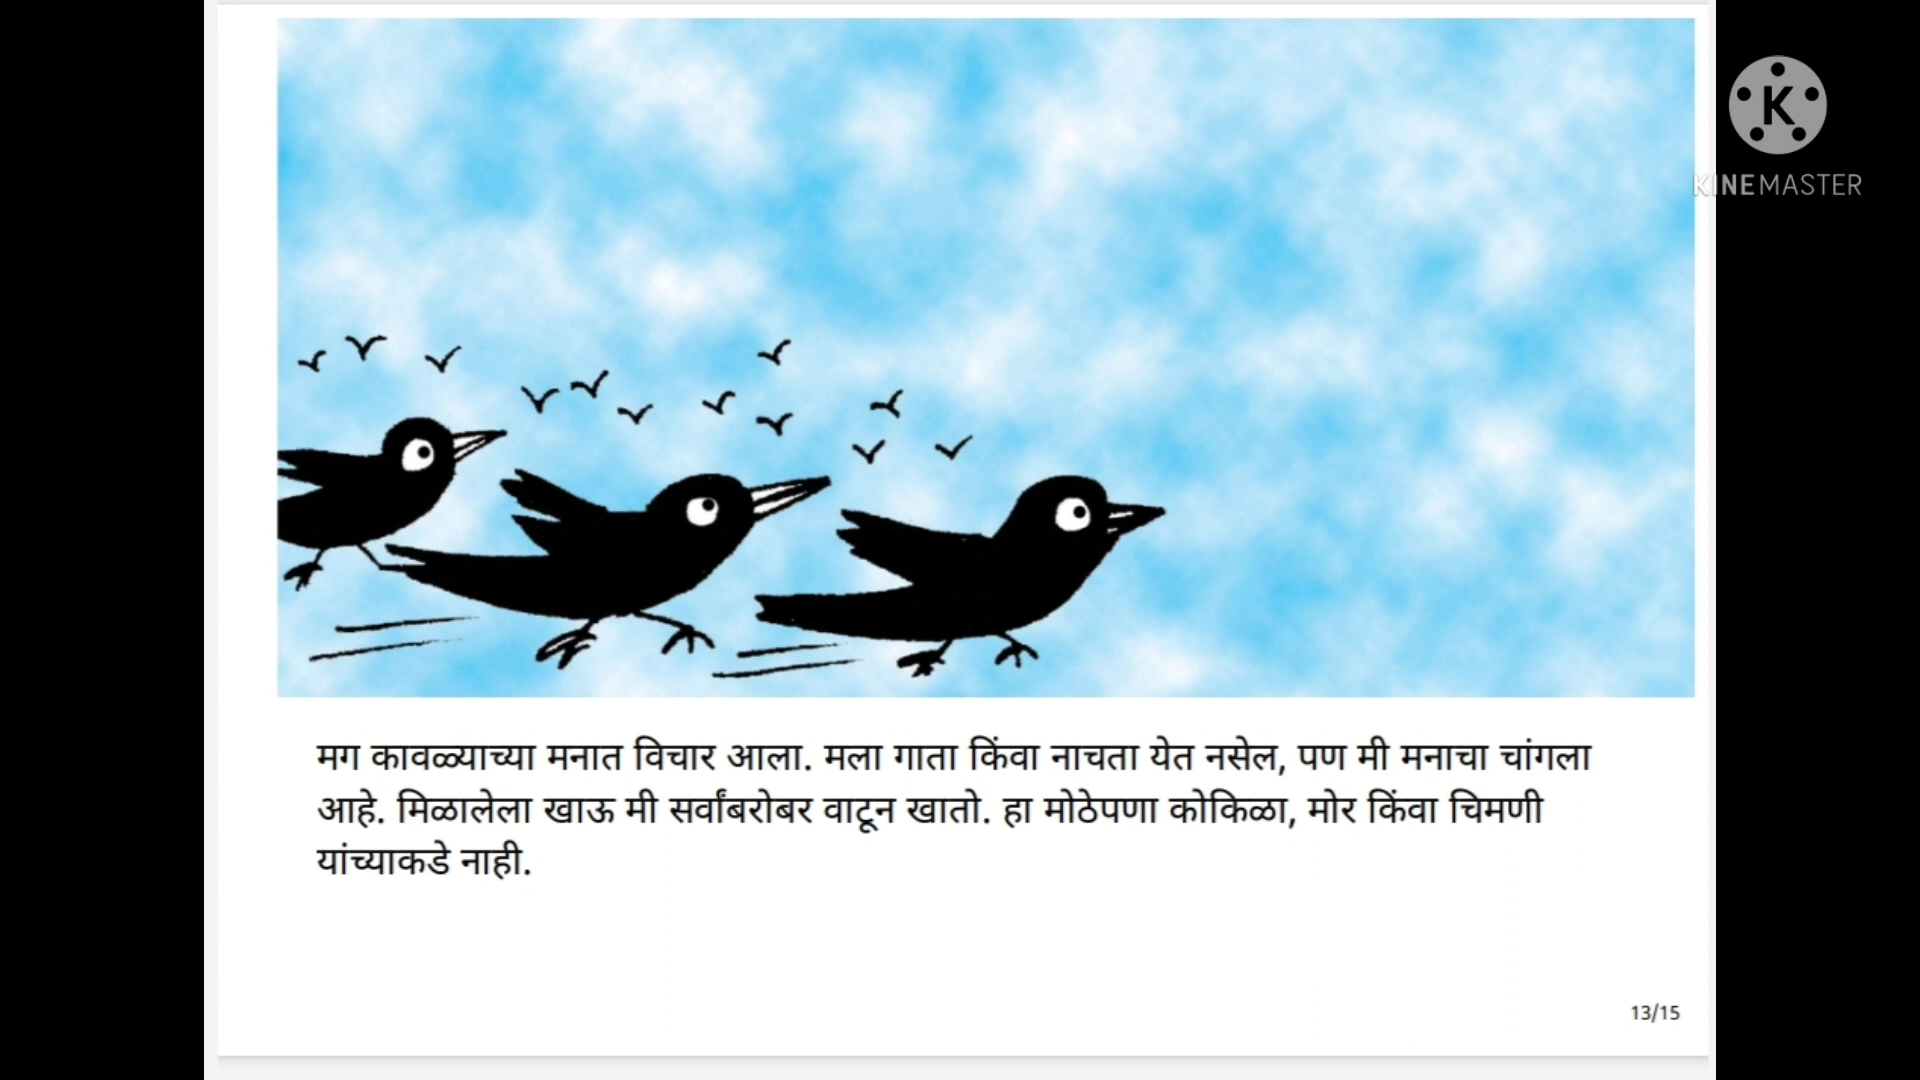 KINEMASTER
मग कावळ्याच्या मनात विचार आला. मला गाता किंवा नाचता येत नसेल, पण मी मनाचा चांगला
आहे. मिळालेला खाऊ मी सर्वांबरोबर वाटून खातो. हा मोठेपणा कोकिळा, मोर किंवा चिमणी
यांच्याकडे नाही.
13/15